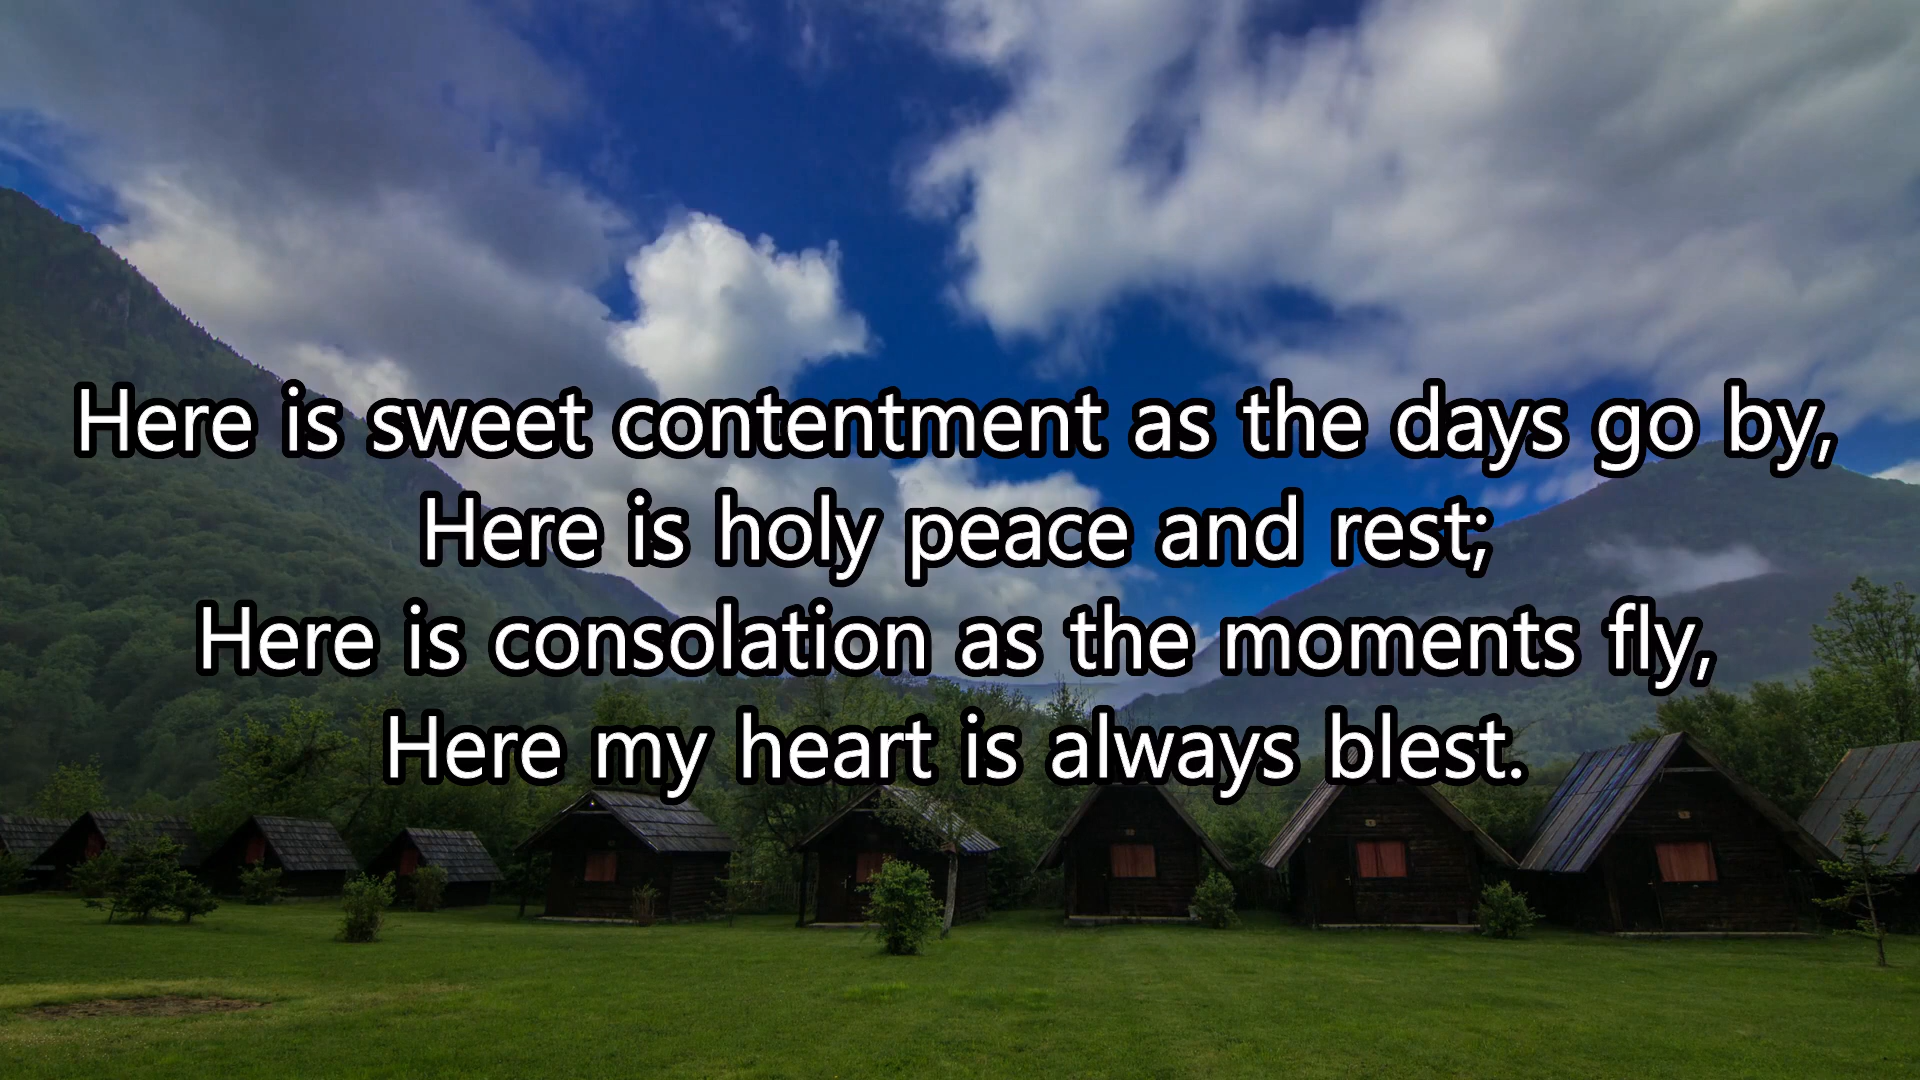 Here is sweet contentment as the days go by,
Here is holy peace and rest;
Here is consolation as the moments fly,
Here my heart is always blest.